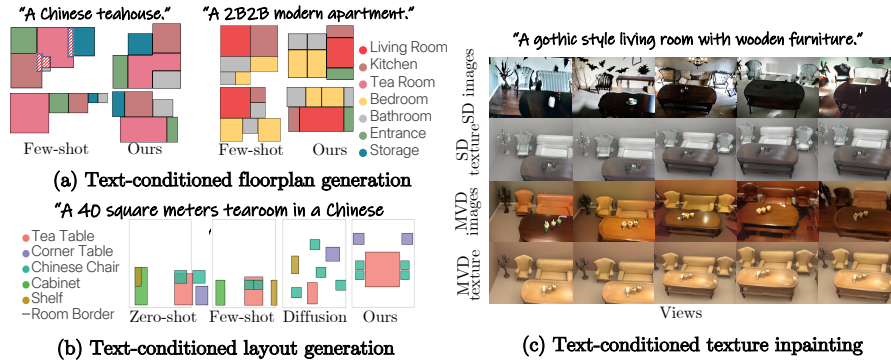 “A Chinese teahouse.”
“A 2B2B modern apartment.”
Living Room
Kitchen
Tea Room
Bedroom
Bathroom
Entrance
Storage
Few-shot
Ours
Few-shot
Ours
(a) Text-conditioned floorplan generation
“A 40 square meters tearoom in a Chinese
Tea Table
Corner Table
Chinese Chair
Cabinet
Shelf
Room Border
Zero-shot
Few-shot
Diffusion
Ours
(b) Text-conditioned layout generation
“A gothic style living room with wooden furniture.”
SD images
SD
texture
MVD
images
MVD
texture
Views
(c) Text-conditioned texture inpainting